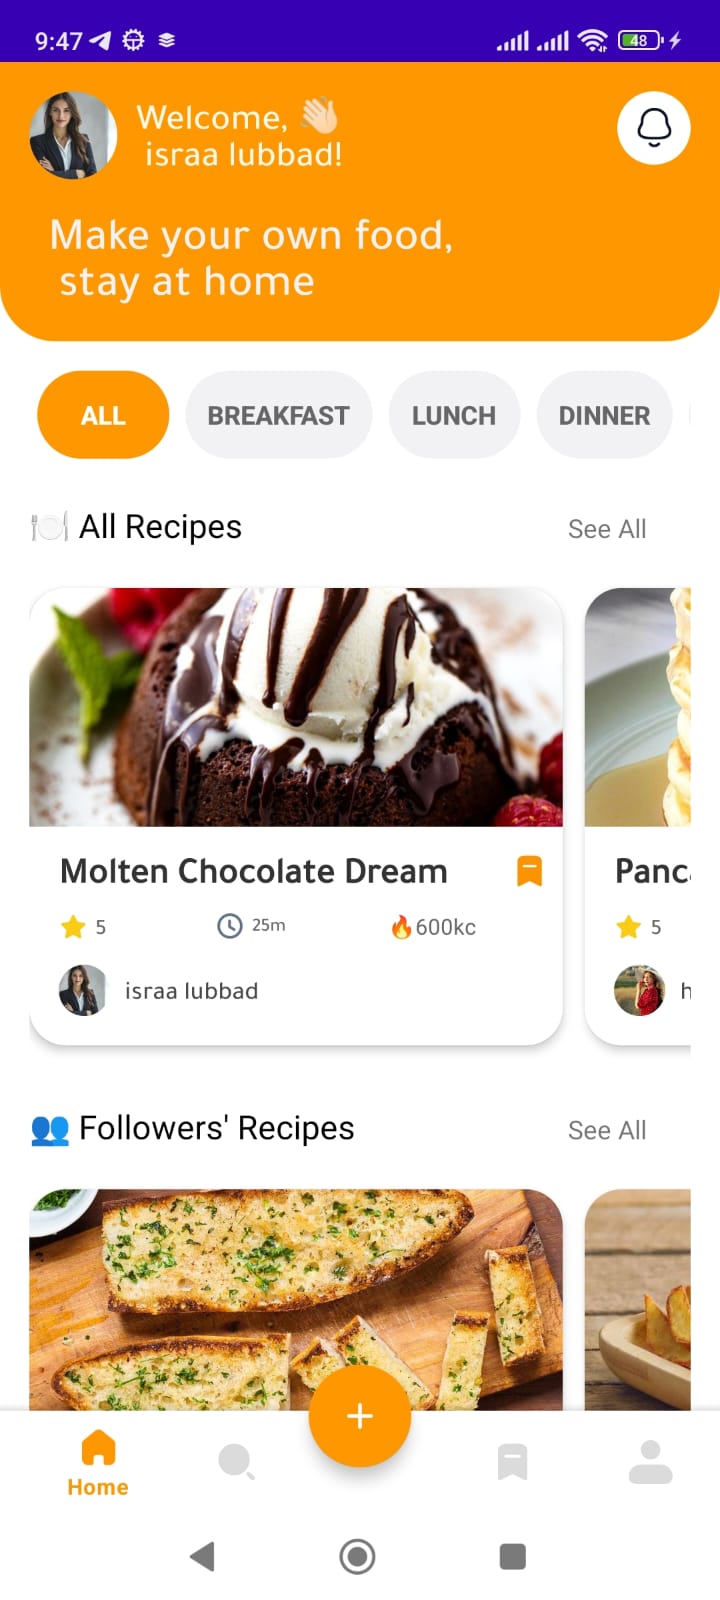 9:47
48
Welcome, 👋
israa lubbad!
Make your own food,
stay at home
ALL
BREAKFAST
LUNCH
DINNER
🍽 All Recipes
See All
Molten Chocolate Dream
5
25m
🔥600kc
israa lubbad
Panc
5
h
👥 Followers' Recipes
See All
Home